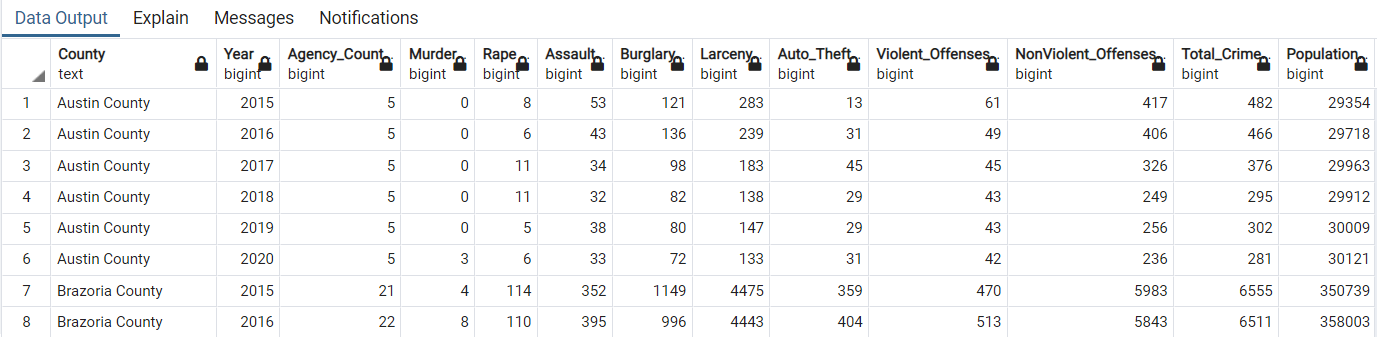 Data Output Explain Messages Notifications
County Year Agency_Count Murder Rape Assault Burglary Larceny Auto_Theft Violent_Offenses NonViolent_Offenses Total_Crime Population
text bigint bigint bigint bigint bigint bigint bigint bigint bigint bigint bigint bigint
1 Austin County 2015 5 0 8 53 121 283 13 61 417 482 29354
2 Austin County 2016 5 0 6 43 136 239 31 49 406 466 29718
3 Austin County 2017 5 0 11 34 98 183 45 45 326 376 29963
4 Austin County 2018 5 0 11 32 82 138 29 43 249 295 29912
5 Austin County 2019 5 0 5 38 80 147 29 43 256 302 30009
6 Austin County 2020 5 3 6 33 72 133 31 42 236 281 30121
7 Brazoria County 2015 21 4 114 352 1149 4475 359 470 5983 6555 350739
8 Brazoria County 2016 22 8 110 395 996 4443 404 513 5843 6511 358003